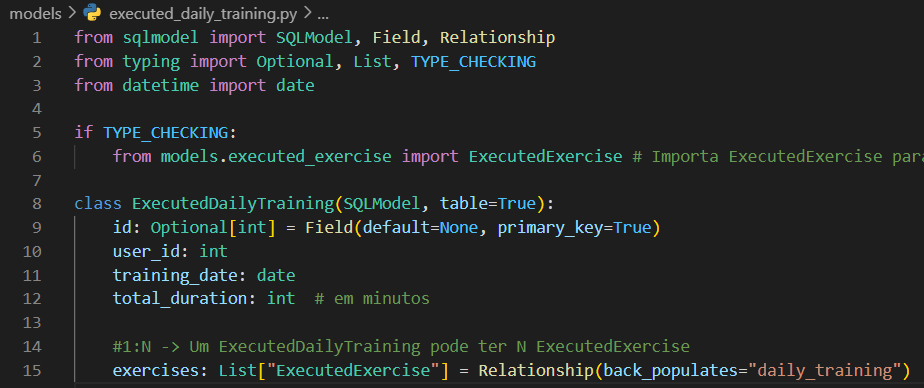 models > executed_daily_training.py > ...
1 from sqlmodel import SQLModel, Field, Relationship
2 from typing import Optional, List, TYPE_CHECKING
3 from datetime import date
4
5 if TYPE_CHECKING:
6     from models.executed_exercise import ExecutedExercise # Importa ExecutedExercise para
7
8 class ExecutedDailyTraining(SQLModel, table=True):
9     id: Optional[int] = Field(default=None, primary_key=True)
10     user_id: int
11     training_date: date
12     total_duration: int  # em minutos
13
14     #1:N -> Um ExecutedDailyTraining pode ter N ExecutedExercise
15     exercises: List["ExecutedExercise"] = Relationship(back_populates="daily_training")